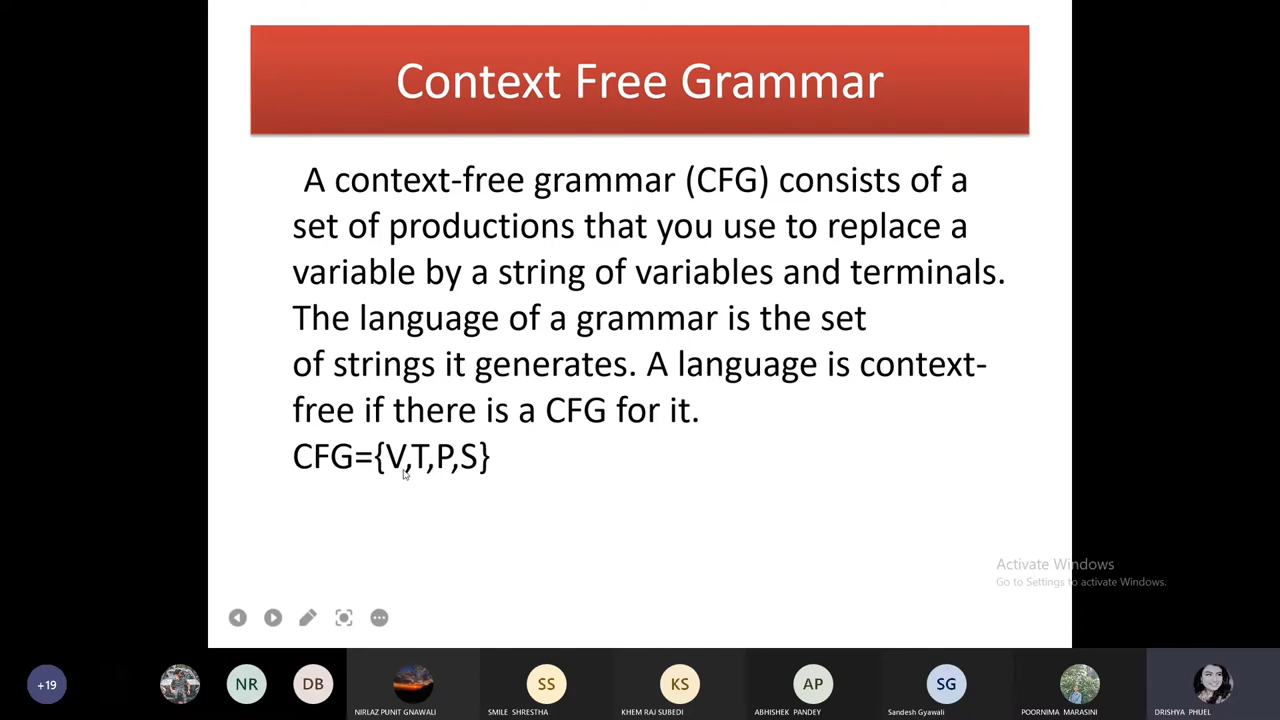 Context Free Grammar
A context-free grammar (CFG) consists of a
set of productions that you use to replace a
variable by a string of variables and terminals.
The language of a grammar is the set
of strings it generates. A language is context-
free if there is a CFG for it.
CFG={V,T,P,S}
Activate Windows
Go to Settings to activate Windows.
+19
NR
DB
SS
KS
AP
SG
NIRLAZ PUNIT GNAWALI
SMILE SHRESTHA
KHEM RAJ SUBEDI
ABHISHEK PANDEY
Sandesh Gyawali
POORNIMA MARASINI
DRISHYA PHUEL